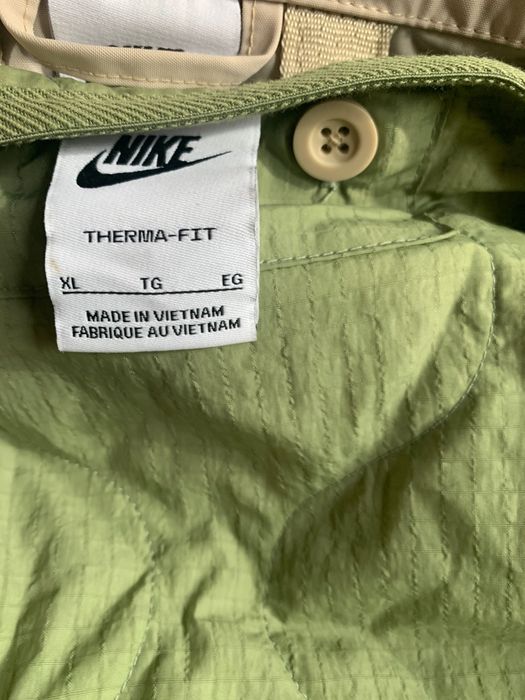 NIKE
THERMA-FIT
XL TG EG
MADE IN VIETNAM
FABRIQUE AU VIETNAM